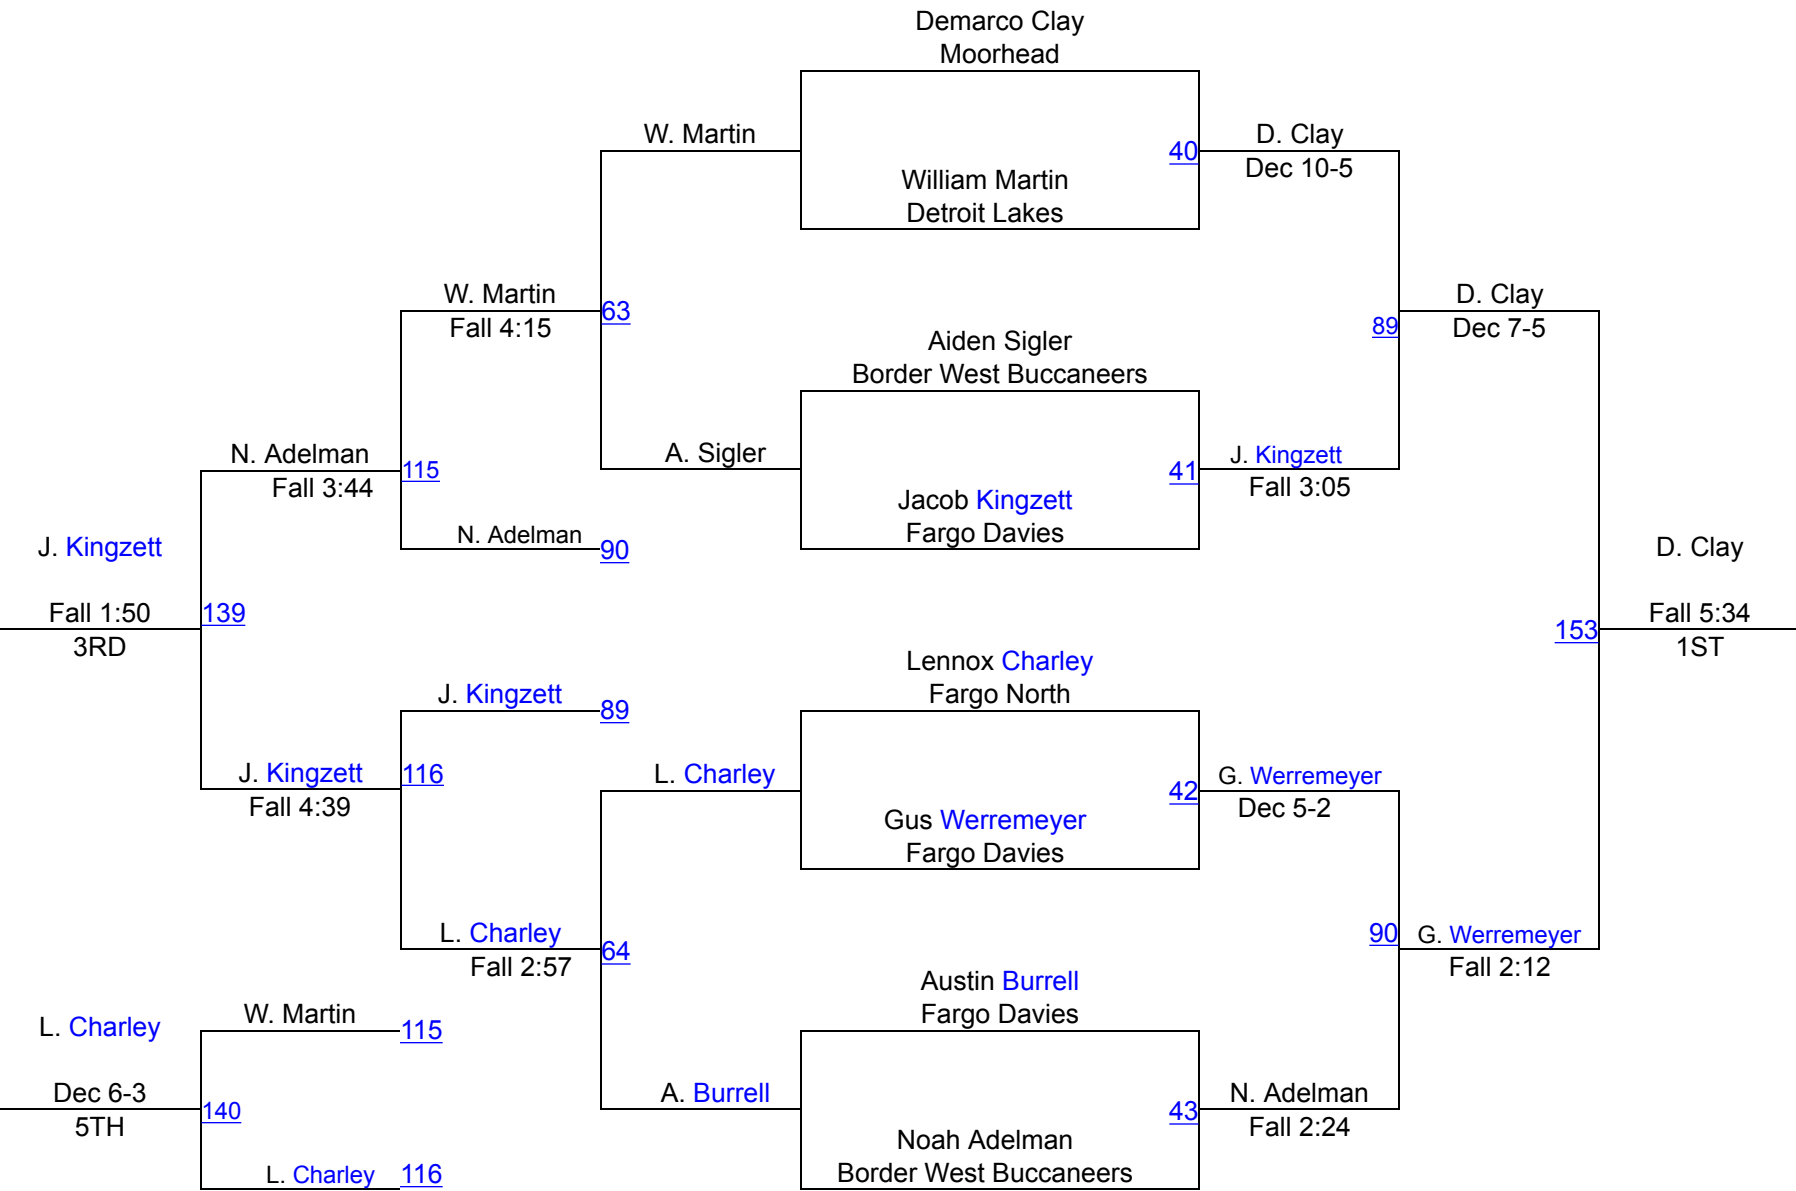 Demarco Clay
Moorhead
W. Martin
40
D. Clay
Dec 10-5
William Martin
Detroit Lakes
W. Martin
Fall 4:15
63
D. Clay
Dec 7-5
89
Aiden Sigler
Border West Buccaneers
N. Adelman
Fall 3:44
115
A. Sigler
41
J. Kingzett
Fall 3:05
Jacob Kingzett
Fargo Davies
N. Adelman
90
J. Kingzett
Fall 1:50
3RD
139
D. Clay
Fall 5:34
1ST
153
Lennox Charley
Fargo North
J. Kingzett
89
J. Kingzett
Fall 4:39
116
L. Charley
42
G. Werremeyer
Dec 5-2
Gus Werremeyer
Fargo Davies
L. Charley
Fall 2:57
64
90
G. Werremeyer
Fall 2:12
Austin Burrell
Fargo Davies
L. Charley
Dec 6-3
5TH
W. Martin
115
140
A. Burrell
43
N. Adelman
Fall 2:24
Noah Adelman
Border West Buccaneers
L. Charley
116